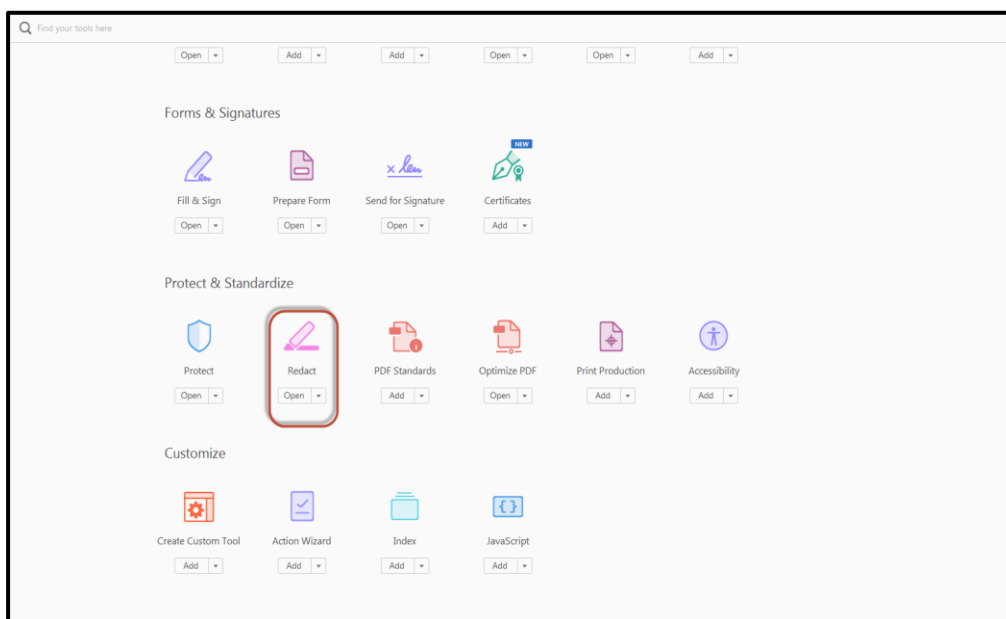 Find your tools here
Open Add Add Open Open Add
Forms & Signatures
NEW
Fill & Sign Prepare Form Send for Signature Certificates
Open Open Open Add
Protect & Standardize
Protect Redact PDF Standards Optimize PDF Print Production Accessibility
Open Open Add Open Add Add
Customize
Create Custom Tool Action Wizard Index JavaScript
Add Add Add Add